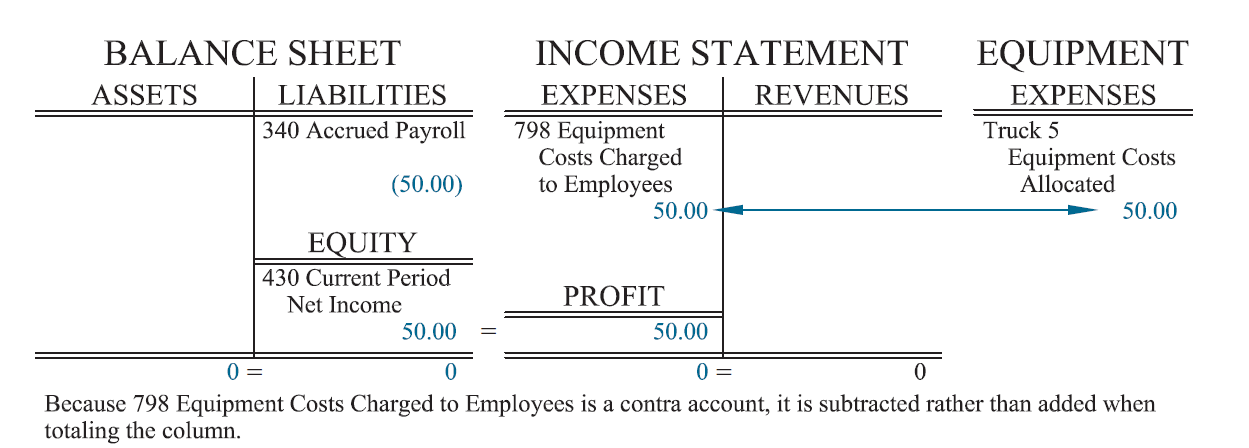 BALANCE SHEET INCOME STATEMENT EQUIPMENT
ASSETS LIABILITIES EXPENSES REVENUES EXPENSES
340 Accrued Payroll 798 Equipment Truck 5
Costs Charged Equipment Costs
(50.00) to Employees Allocated
50.00 50.00
EQUITY
430 Current Period
Net Income PROFIT
50.00 = 50.00
0 = 0 0 = 0
Because 798 Equipment Costs Charged to Employees is a contra account, it is subtracted rather than added when
totaling the column.